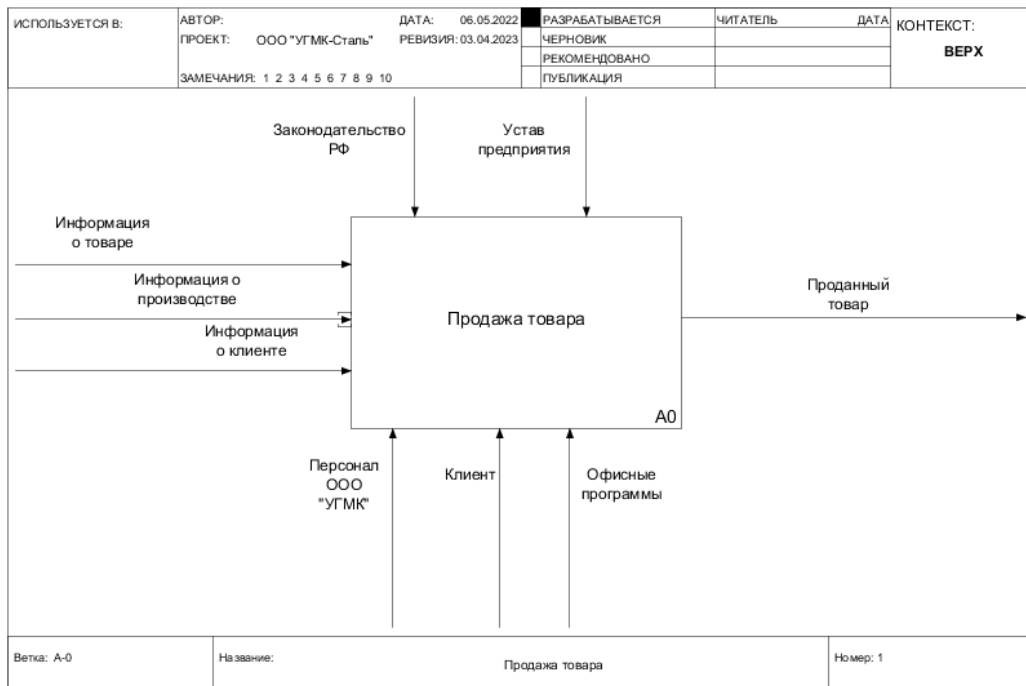 ИСПОЛЬЗУЕТСЯ В:
АВТОР:
ДАТА: 06.05.2022
РАЗРАБАТЫВАЕТСЯ
ЧИТАТЕЛЬ
ДАТА
КОНТЕКСТ:
ПРОЕКТ: ООО "УГМК-Сталь"
РЕВИЗИЯ: 03.04.2023
ЧЕРНОВИК
ВЕРХ
РЕКОМЕНДОВАНО
ЗАМЕЧАНИЯ: 1 2 3 4 5 6 7 8 9 10
ПУБЛИКАЦИЯ
Законодательство
РФ
Устав
предприятия
Информация
о товаре
Информация о
производстве
Информация
о клиенте
Продажа товара
A0
Проданный
товар
Персонал
ООО
"УГМК"
Клиент
Офисные
программы
Ветка: A-0
Название:
Продажа товара
Номер: 1